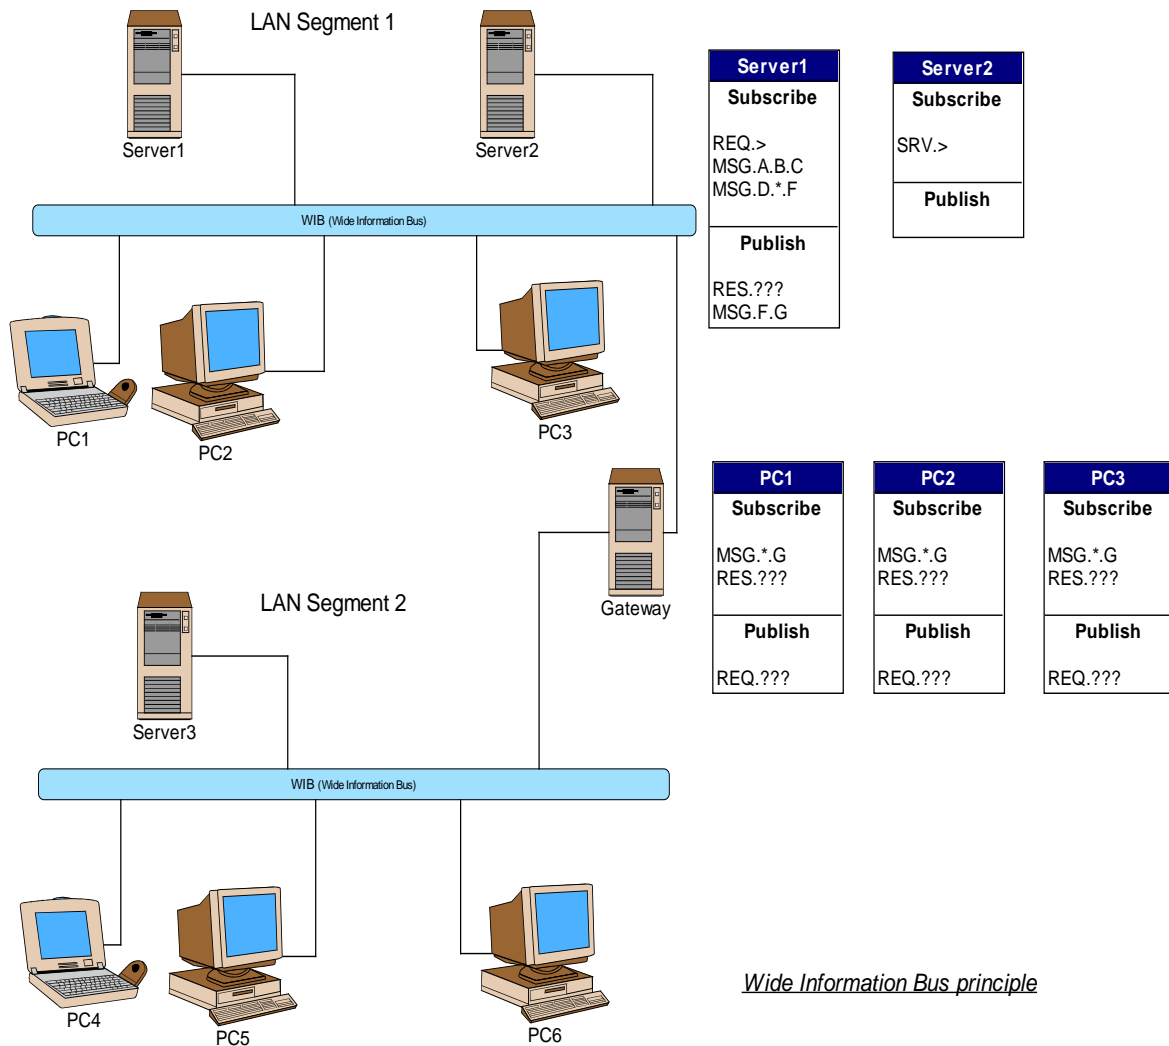 LAN Segment 1
Server1
Server2
WIB (Wide Information Bus)
PC1
PC2
PC3
Gateway
LAN Segment 2
Server3
WIB (Wide Information Bus)
PC4
PC5
PC6
Server1
Subscribe
REQ.>
MSG.A.B.C
MSG.D.*.F
Publish
RES.???
MSG.F.G
Server2
Subscribe
SRV.>
Publish
PC1
Subscribe
MSG.*.G
RES.???
Publish
REQ.???
PC2
Subscribe
MSG.*.G
RES.???
Publish
REQ.???
PC3
Subscribe
MSG.*.G
RES.???
Publish
REQ.???
Wide Information Bus principle